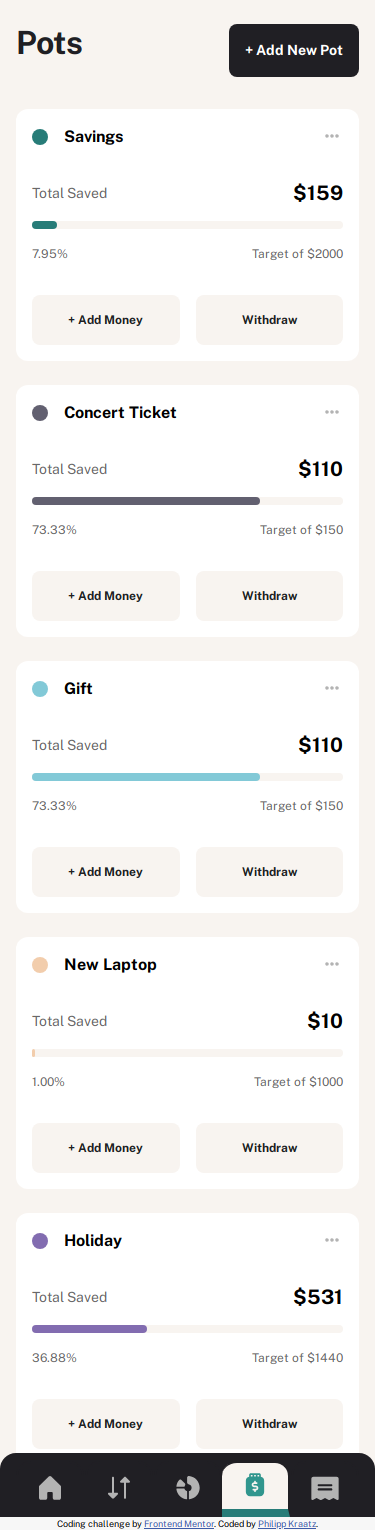 Pots
+ Add New Pot
Savings
Total Saved $159
7.95% Target of $2000
+ Add Money Withdraw
Concert Ticket
Total Saved $110
73.33% Target of $150
+ Add Money Withdraw
Gift
Total Saved $110
73.33% Target of $150
+ Add Money Withdraw
New Laptop
Total Saved $10
1.00% Target of $1000
+ Add Money Withdraw
Holiday
Total Saved $531
36.88% Target of $1440
+ Add Money Withdraw
Coding challenge by Frontend Mentor. Coded by Philipp Kraatz.